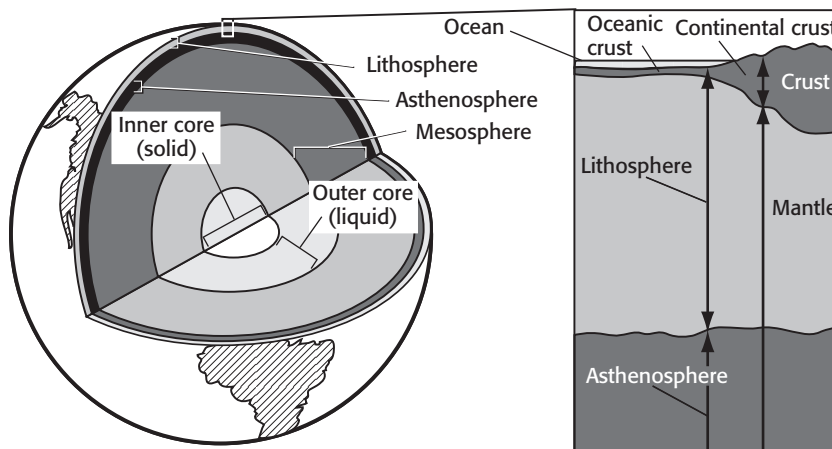 Lithosphere
Asthenosphere
Mesosphere
Inner core
(solid)
Outer core
(liquid)
Ocean
Oceanic
crust
Continental crust
Crust
Lithosphere
Mantle
Asthenosphere